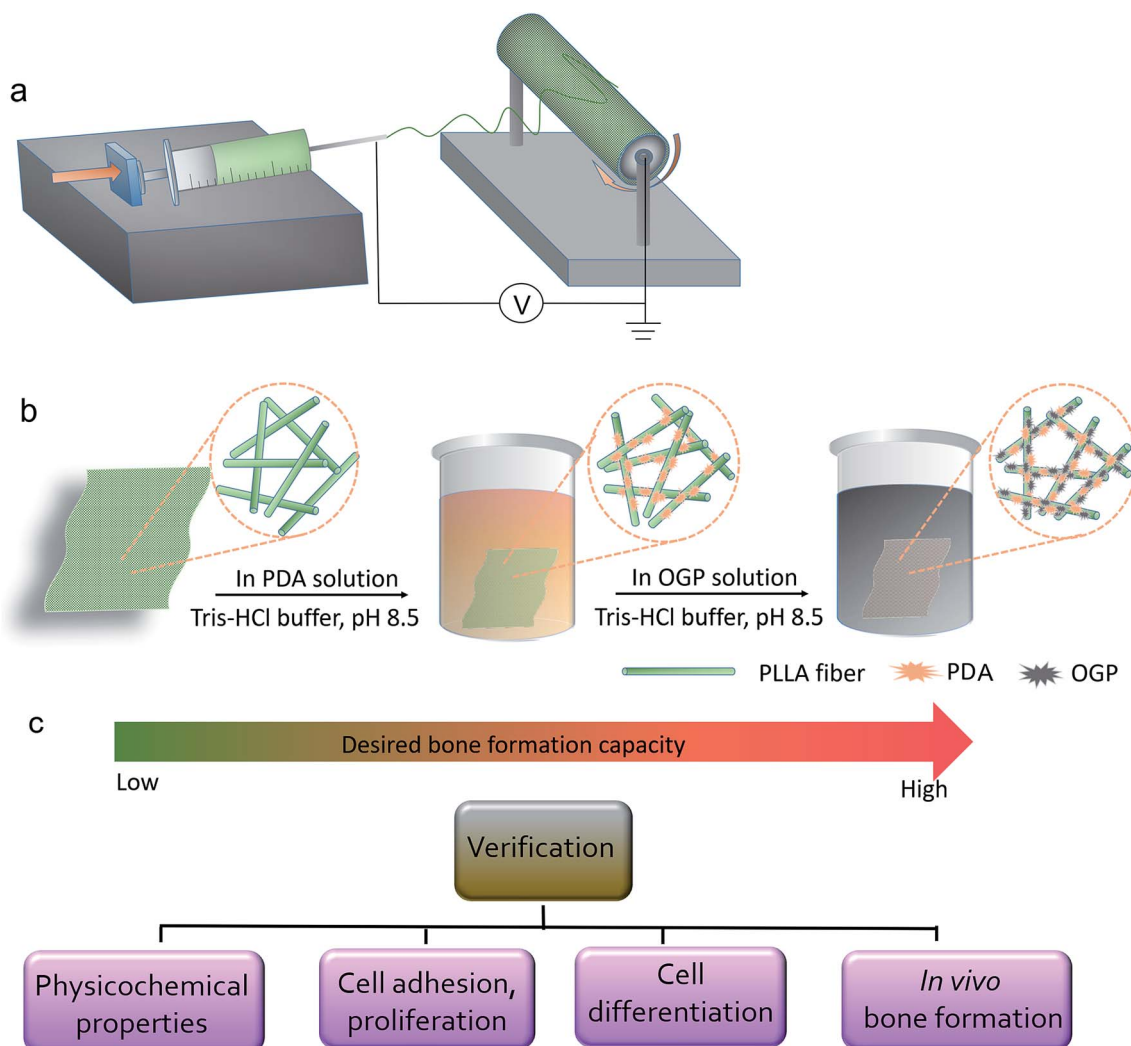 a
V
b
In PDA solution
Tris-HCl buffer, pH 8.5
In OGP solution
Tris-HCl buffer, pH 8.5
PLLA fiber
PDA
OGP
c
Desired bone formation capacity
Low
High
Verification
Physicochemical
properties
Cell adhesion,
proliferation
Cell
differentiation
In vivo
bone formation